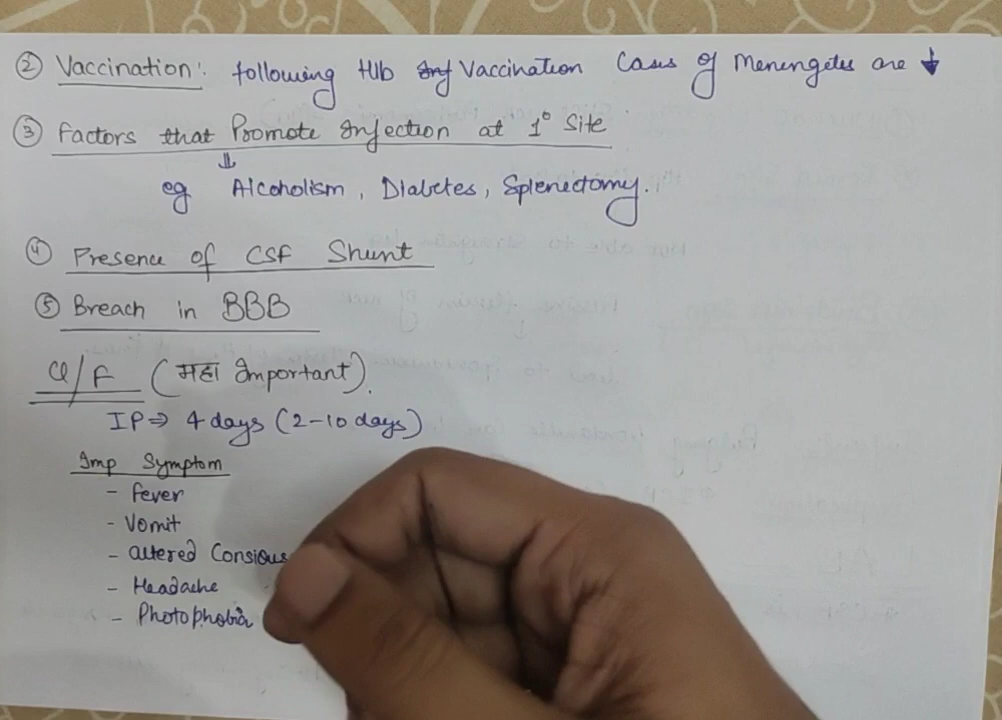 ② Vaccination: following HIb Inf Vaccination Cases of Meningitis are ↓
③ Factors that Promote Infection at 1° Site
⇓
eg Alcoholism, Diabetes, Splenectomy.
④ Presence of CSF Shunt
⑤ Breach in BBB
Cl/F (महा Important).
IP ⇒ 4 days (2-10 days)
Imp Symptom
- Fever
- Vomit
- altered Consious
- Headache
- Photophobia